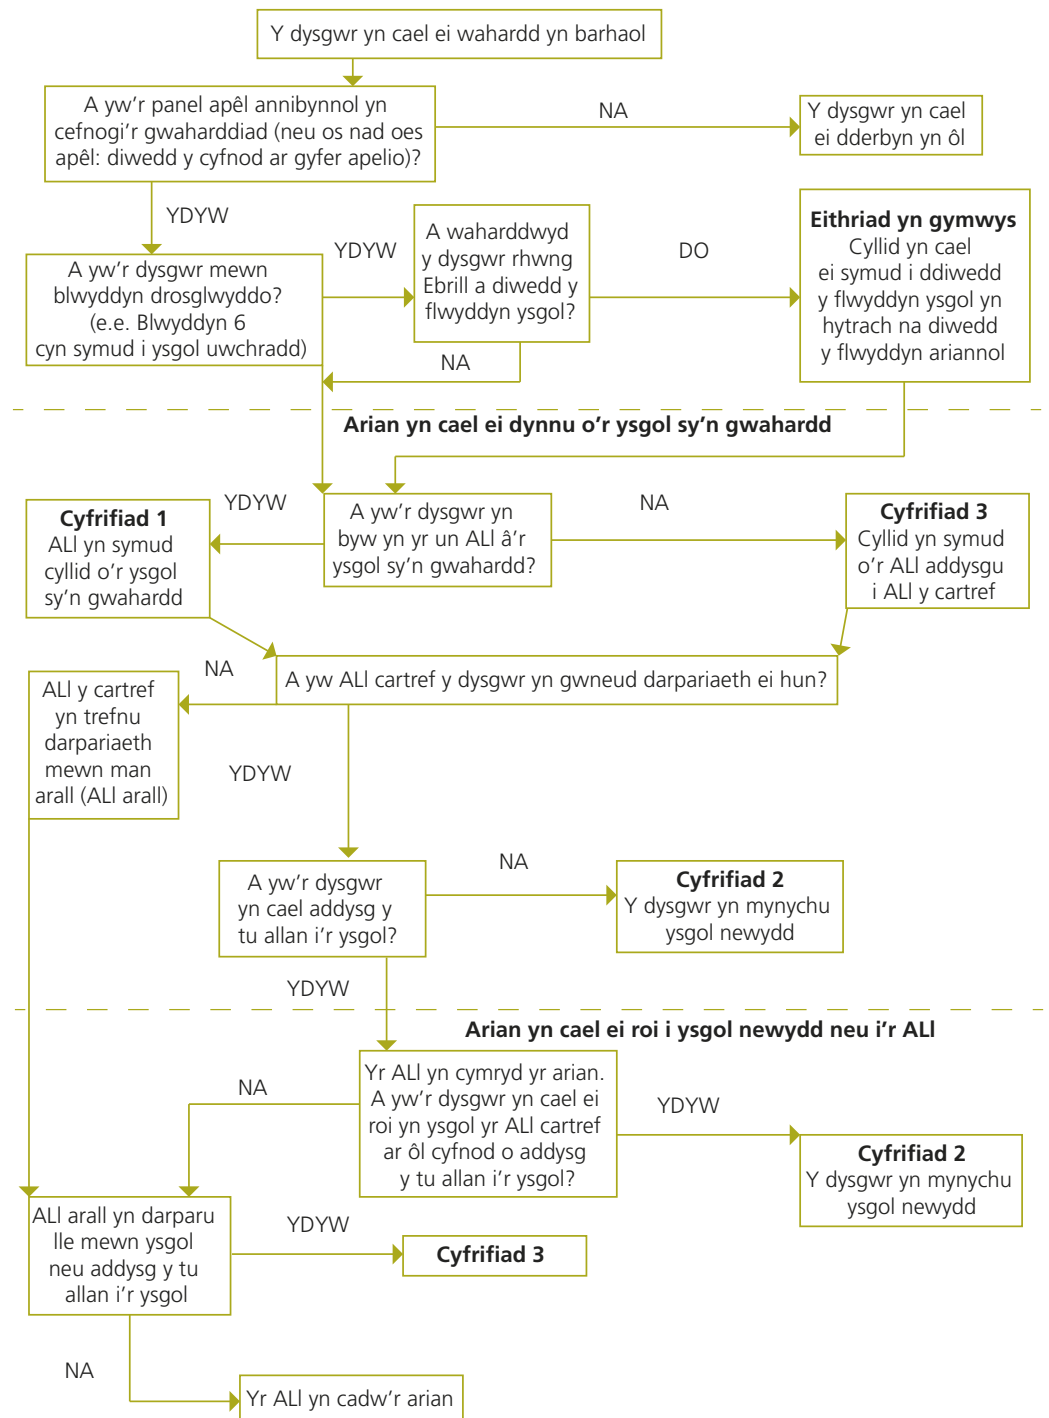 Y dysgwr yn cael ei wahardd yn barhaol
A yw'r panel apêl annibynnol yn
cefnogi'r gwaharddiad (neu os nad oes
apêl: diwedd y cyfnod ar gyfer apelio)?
NA
Y dysgwr yn cael
ei dderbyn yn ôl
YDYW
A yw'r dysgwr mewn
blwyddyn drosglwyddo?
(e.e. Blwyddyn 6
cyn symud i ysgol uwchradd)
YDYW
A waharddwyd
y dysgwr rhwng
Ebrill a diwedd y
flwyddyn ysgol?
DO
Eithriad yn gymwys
Cyllid yn cael
ei symud i ddiwedd
y flwyddyn ysgol yn
hytrach na diwedd
y flwyddyn ariannol
NA
Arian yn cael ei dynnu o'r ysgol sy'n gwahardd
YDYW
A yw'r dysgwr yn
byw yn yr un ALl â'r
ysgol sy'n gwahardd?
NA
Cyfrifiad 1
ALl yn symud
cyllid o'r ysgol
sy'n gwahardd
Cyfrifiad 3
Cyllid yn symud
o'r ALl addysgu
i ALl y cartref
A yw ALl cartref y dysgwr yn gwneud darpariaeth ei hun?
NA
ALl y cartref
yn trefnu
darpariaeth
mewn man
arall (ALl arall)
YDYW
A yw'r dysgwr
yn cael addysg y
tu allan i'r ysgol?
NA
Cyfrifiad 2
Y dysgwr yn mynychu
ysgol newydd
YDYW
Arian yn cael ei roi i ysgol newydd neu i'r ALl
Yr ALl yn cymryd yr arian.
A yw'r dysgwr yn cael ei
roi yn ysgol yr ALl cartref
ar ôl cyfnod o addysg
y tu allan i'r ysgol?
NA
YDYW
Cyfrifiad 2
Y dysgwr yn mynychu
ysgol newydd
ALl arall yn darparu
lle mewn ysgol
neu addysg y tu
allan i'r ysgol
YDYW
Cyfrifiad 3
NA
Yr ALl yn cadw'r arian